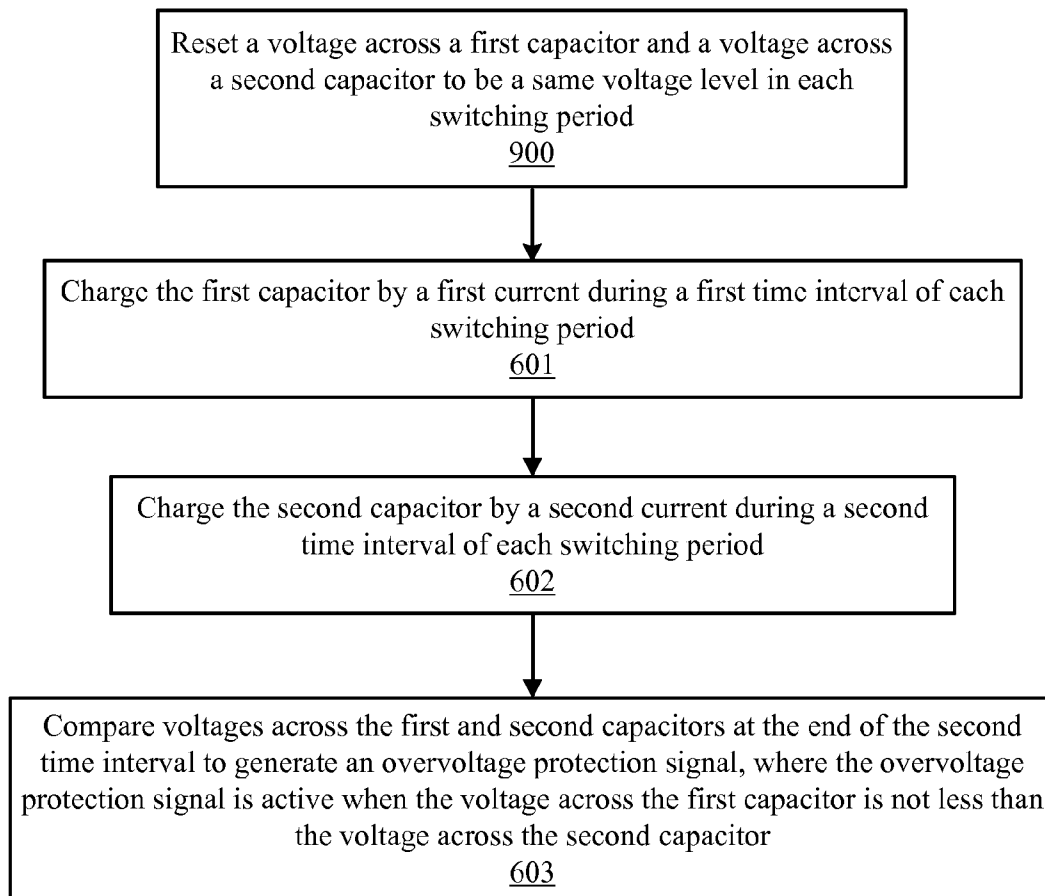 Reset a voltage across a first capacitor and a voltage across
a second capacitor to be a same voltage level in each
switching period
900
Charge the first capacitor by a first current during a first time interval of each
switching period
601
Charge the second capacitor by a second current during a second
time interval of each switching period
602
Compare voltages across the first and second capacitors at the end of the second
time interval to generate an overvoltage protection signal, where the overvoltage
protection signal is active when the voltage across the first capacitor is not less than
the voltage across the second capacitor
603